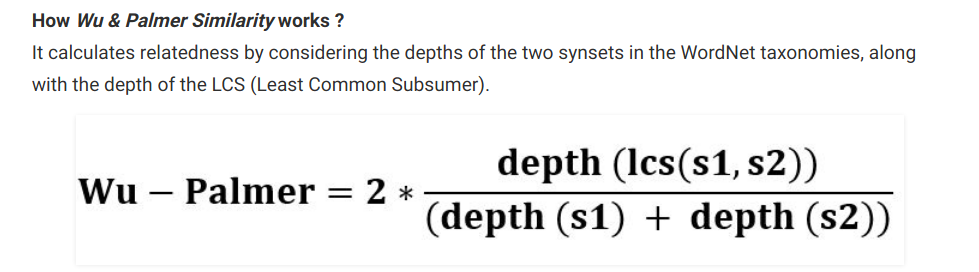 How Wu & Palmer Similarity works ?
It calculates relatedness by considering the depths of the two synsets in the WordNet taxonomies, along
with the depth of the LCS (Least Common Subsumer).
depth (lcs(s1, s2))
Wu − Palmer = 2 *
(depth (s1) + depth (s2))